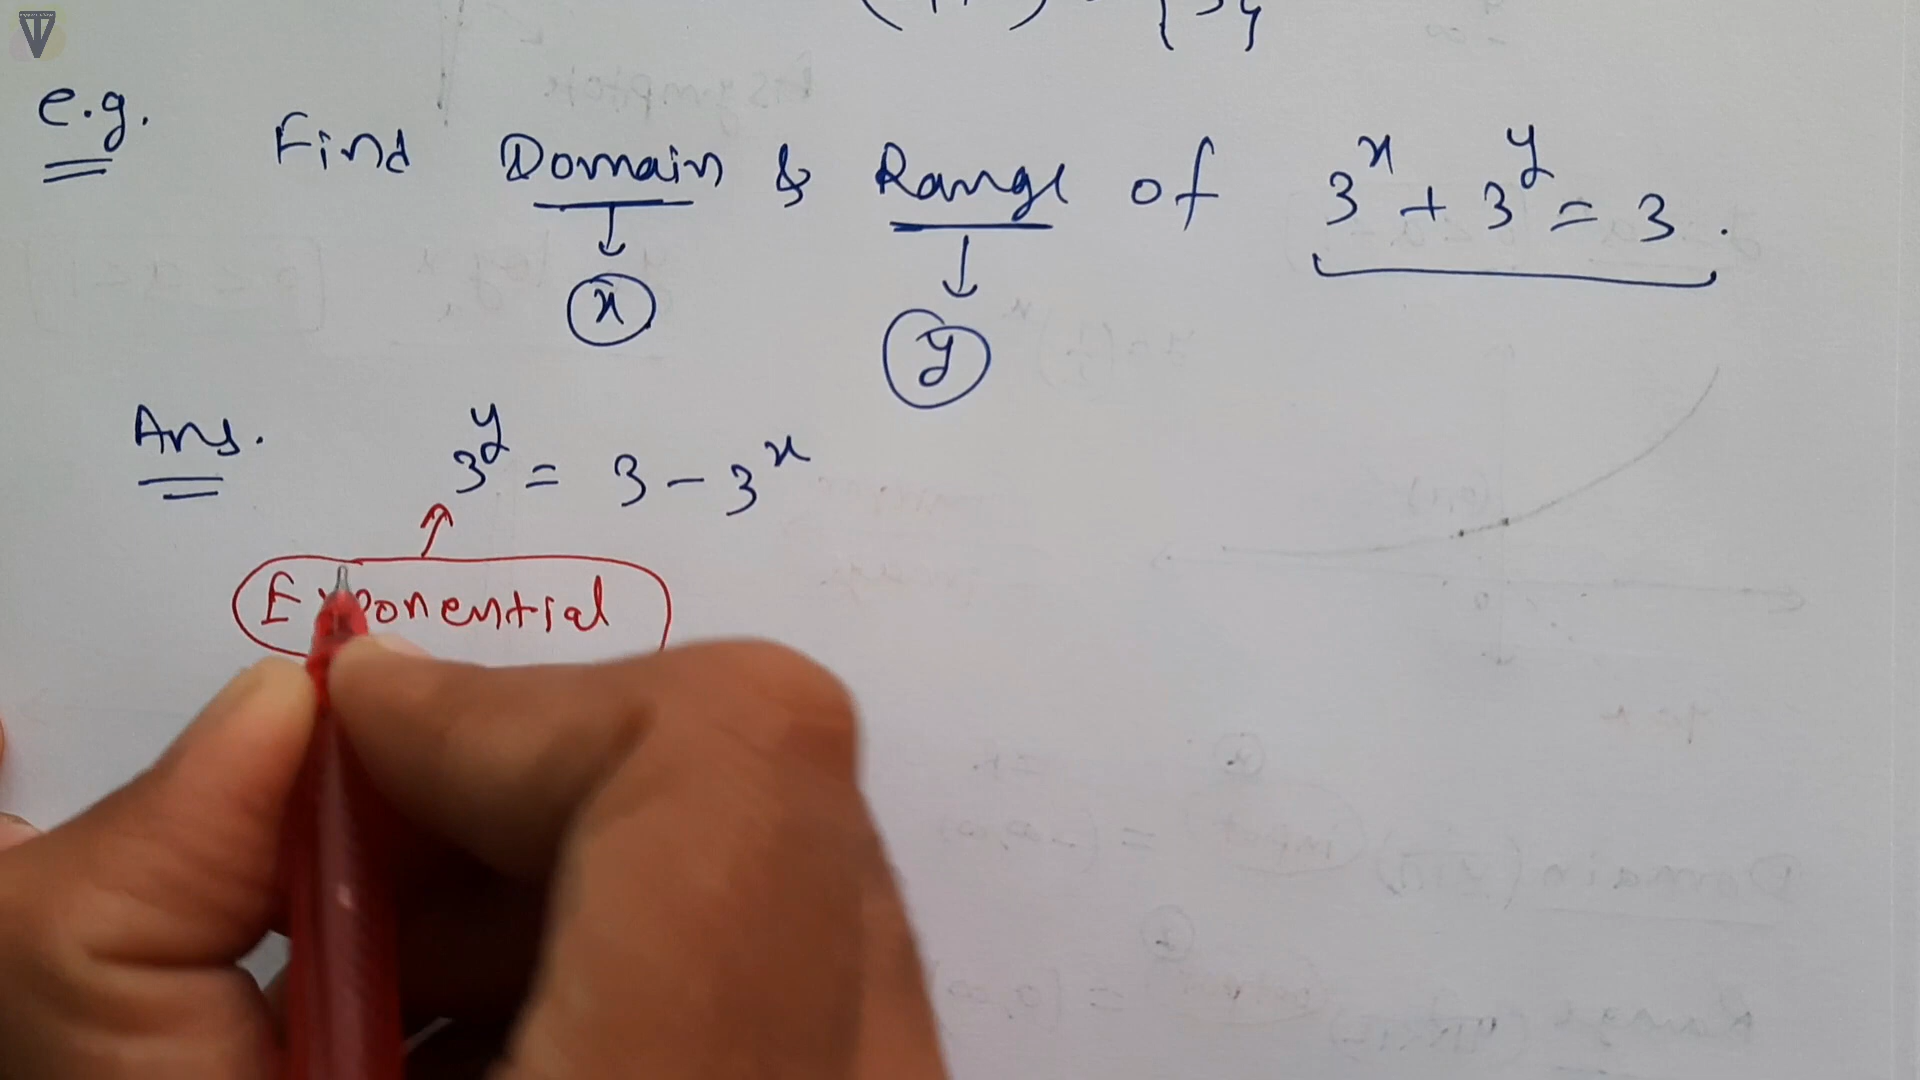 e.g. Find Domain & Range of 3^x + 3^y = 3.
x y
Ans. 3^y = 3 - 3^x
Exponential